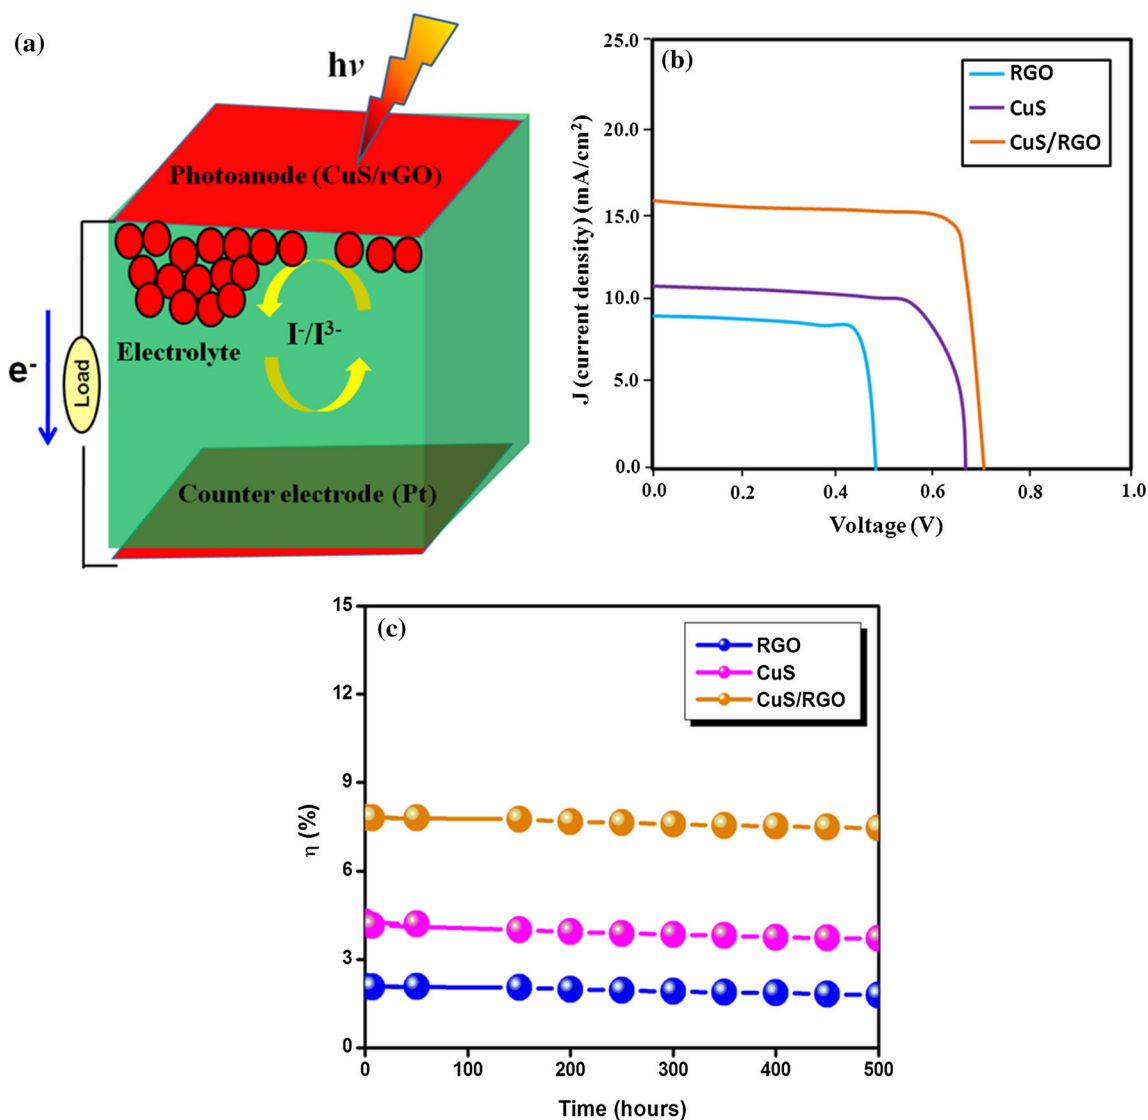 (a)
hν
Photoanode (CuS/rGO)
I-/I3-
Electrolyte
e-
Load
Counter electrode (Pt)
(b)
RGO
CuS
CuS/RGO
J (current density) (mA/cm2)
25.0
20.0
15.0
10.0
5.0
0.0
0.0 0.2 0.4 0.6 0.8 1.0
Voltage (V)
(c)
RGO
CuS
CuS/RGO
η (%)
15
12
9
6
3
0
0 100 200 300 400 500
Time (hours)